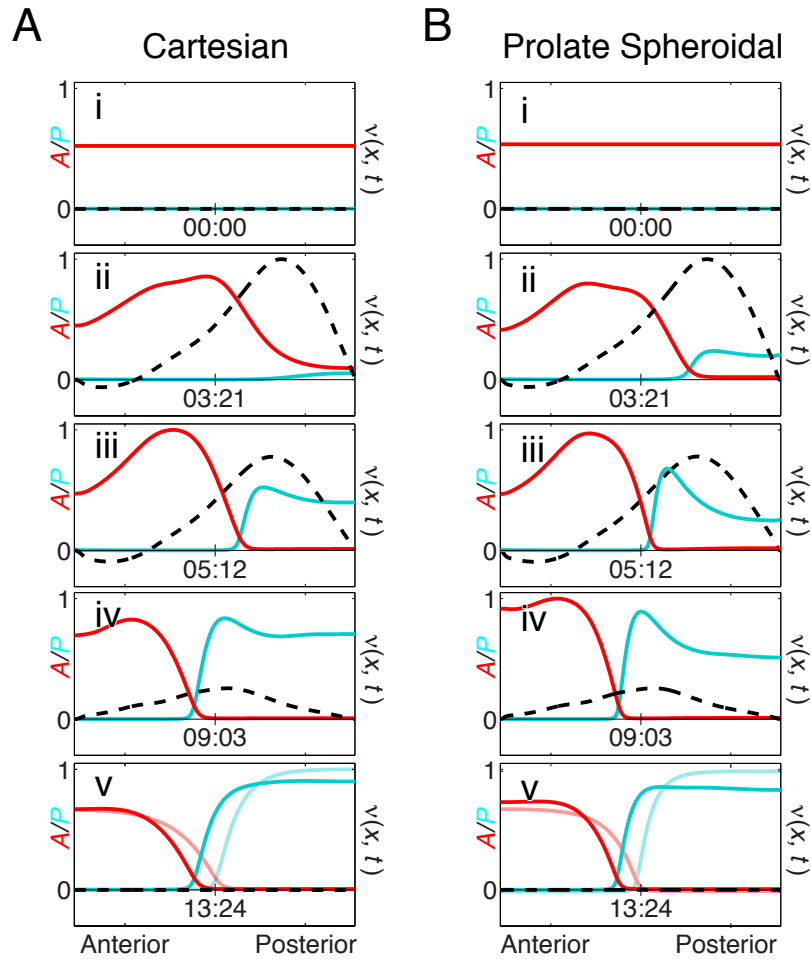 A
Cartesian
B
Prolate Spheroidal
i
1
0
A/P
v(x, t)
00:00
i
1
0
A/P
v(x, t)
00:00
ii
1
0
A/P
v(x, t)
03:21
ii
1
0
A/P
v(x, t)
03:21
iii
1
0
A/P
v(x, t)
05:12
iii
1
0
A/P
v(x, t)
05:12
iv
1
0
A/P
v(x, t)
09:03
iv
1
0
A/P
v(x, t)
09:03
v
1
0
A/P
v(x, t)
13:24
v
1
0
A/P
v(x, t)
13:24
Anterior Posterior
Anterior Posterior